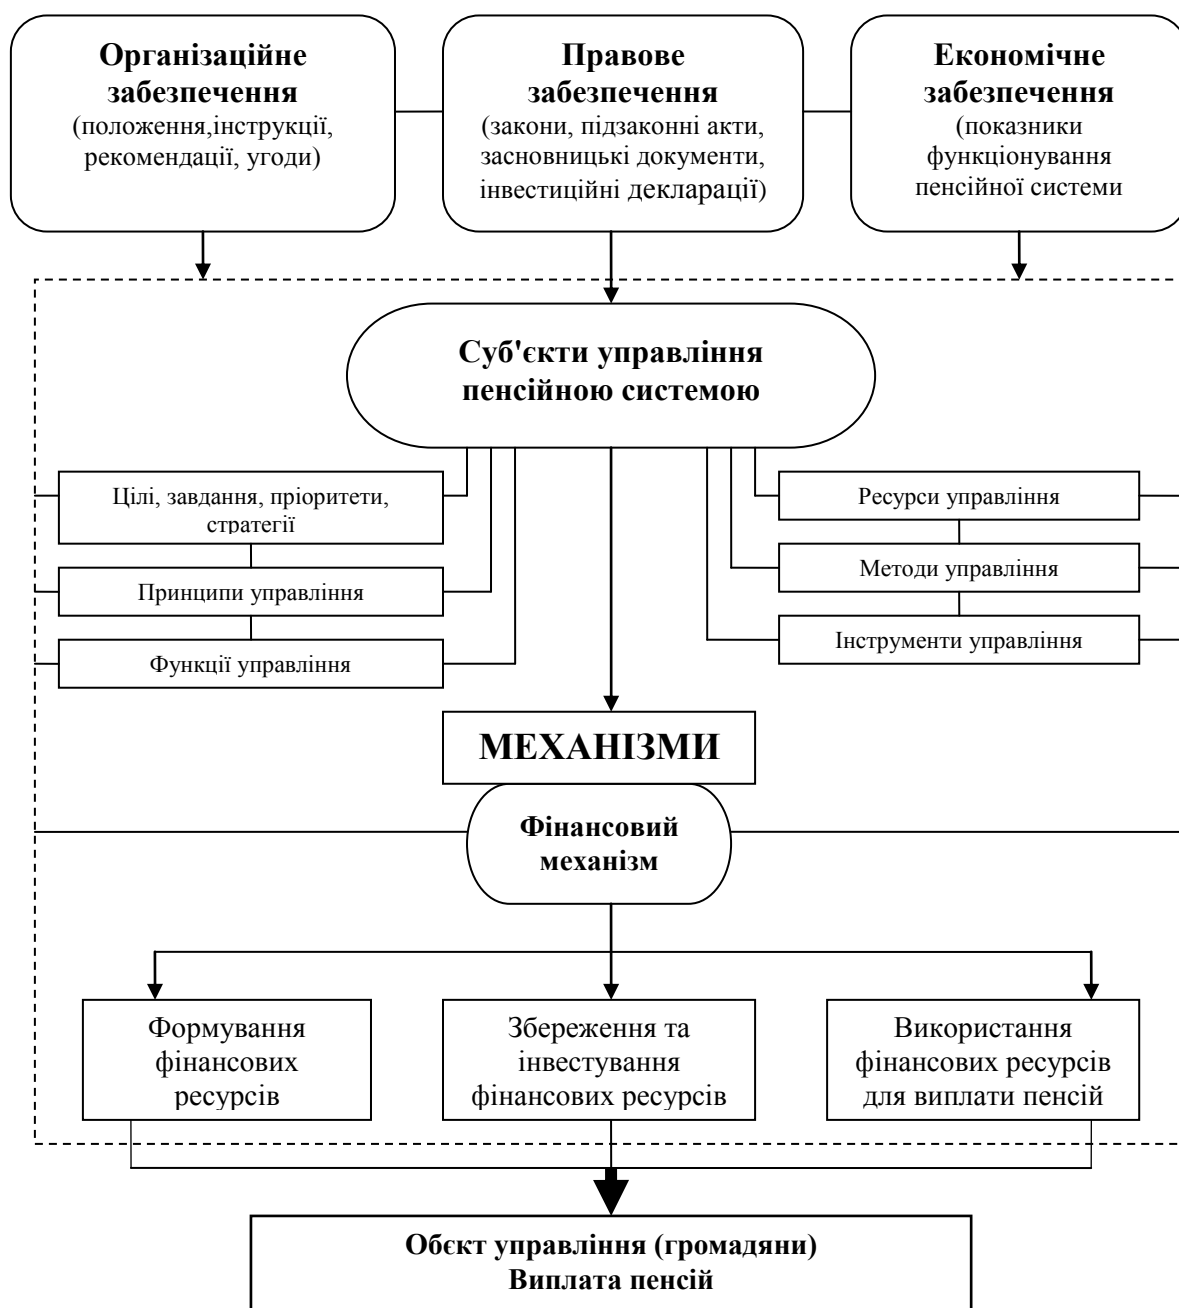 Організаційне
забезпечення
(положення,інструкції,
рекомендації, угоди)
Правове
забезпечення
(закони, підзаконні акти,
засновницькі документи,
інвестиційні декларації)
Економічне
забезпечення
(показники
функціонування
пенсійної системи
Суб'єкти управління
пенсійною системою
Цілі, завдання, пріоритети,
стратегії
Принципи управління
Функції управління
Ресурси управління
Методи управління
Інструменти управління
МЕХАНІЗМИ
Фінансовий
механізм
Формування
фінансових
ресурсів
Збереження та
інвестування
фінансових ресурсів
Використання
фінансових ресурсів
для виплати пенсій
Обєкт управління (громадяни)
Виплата пенсій